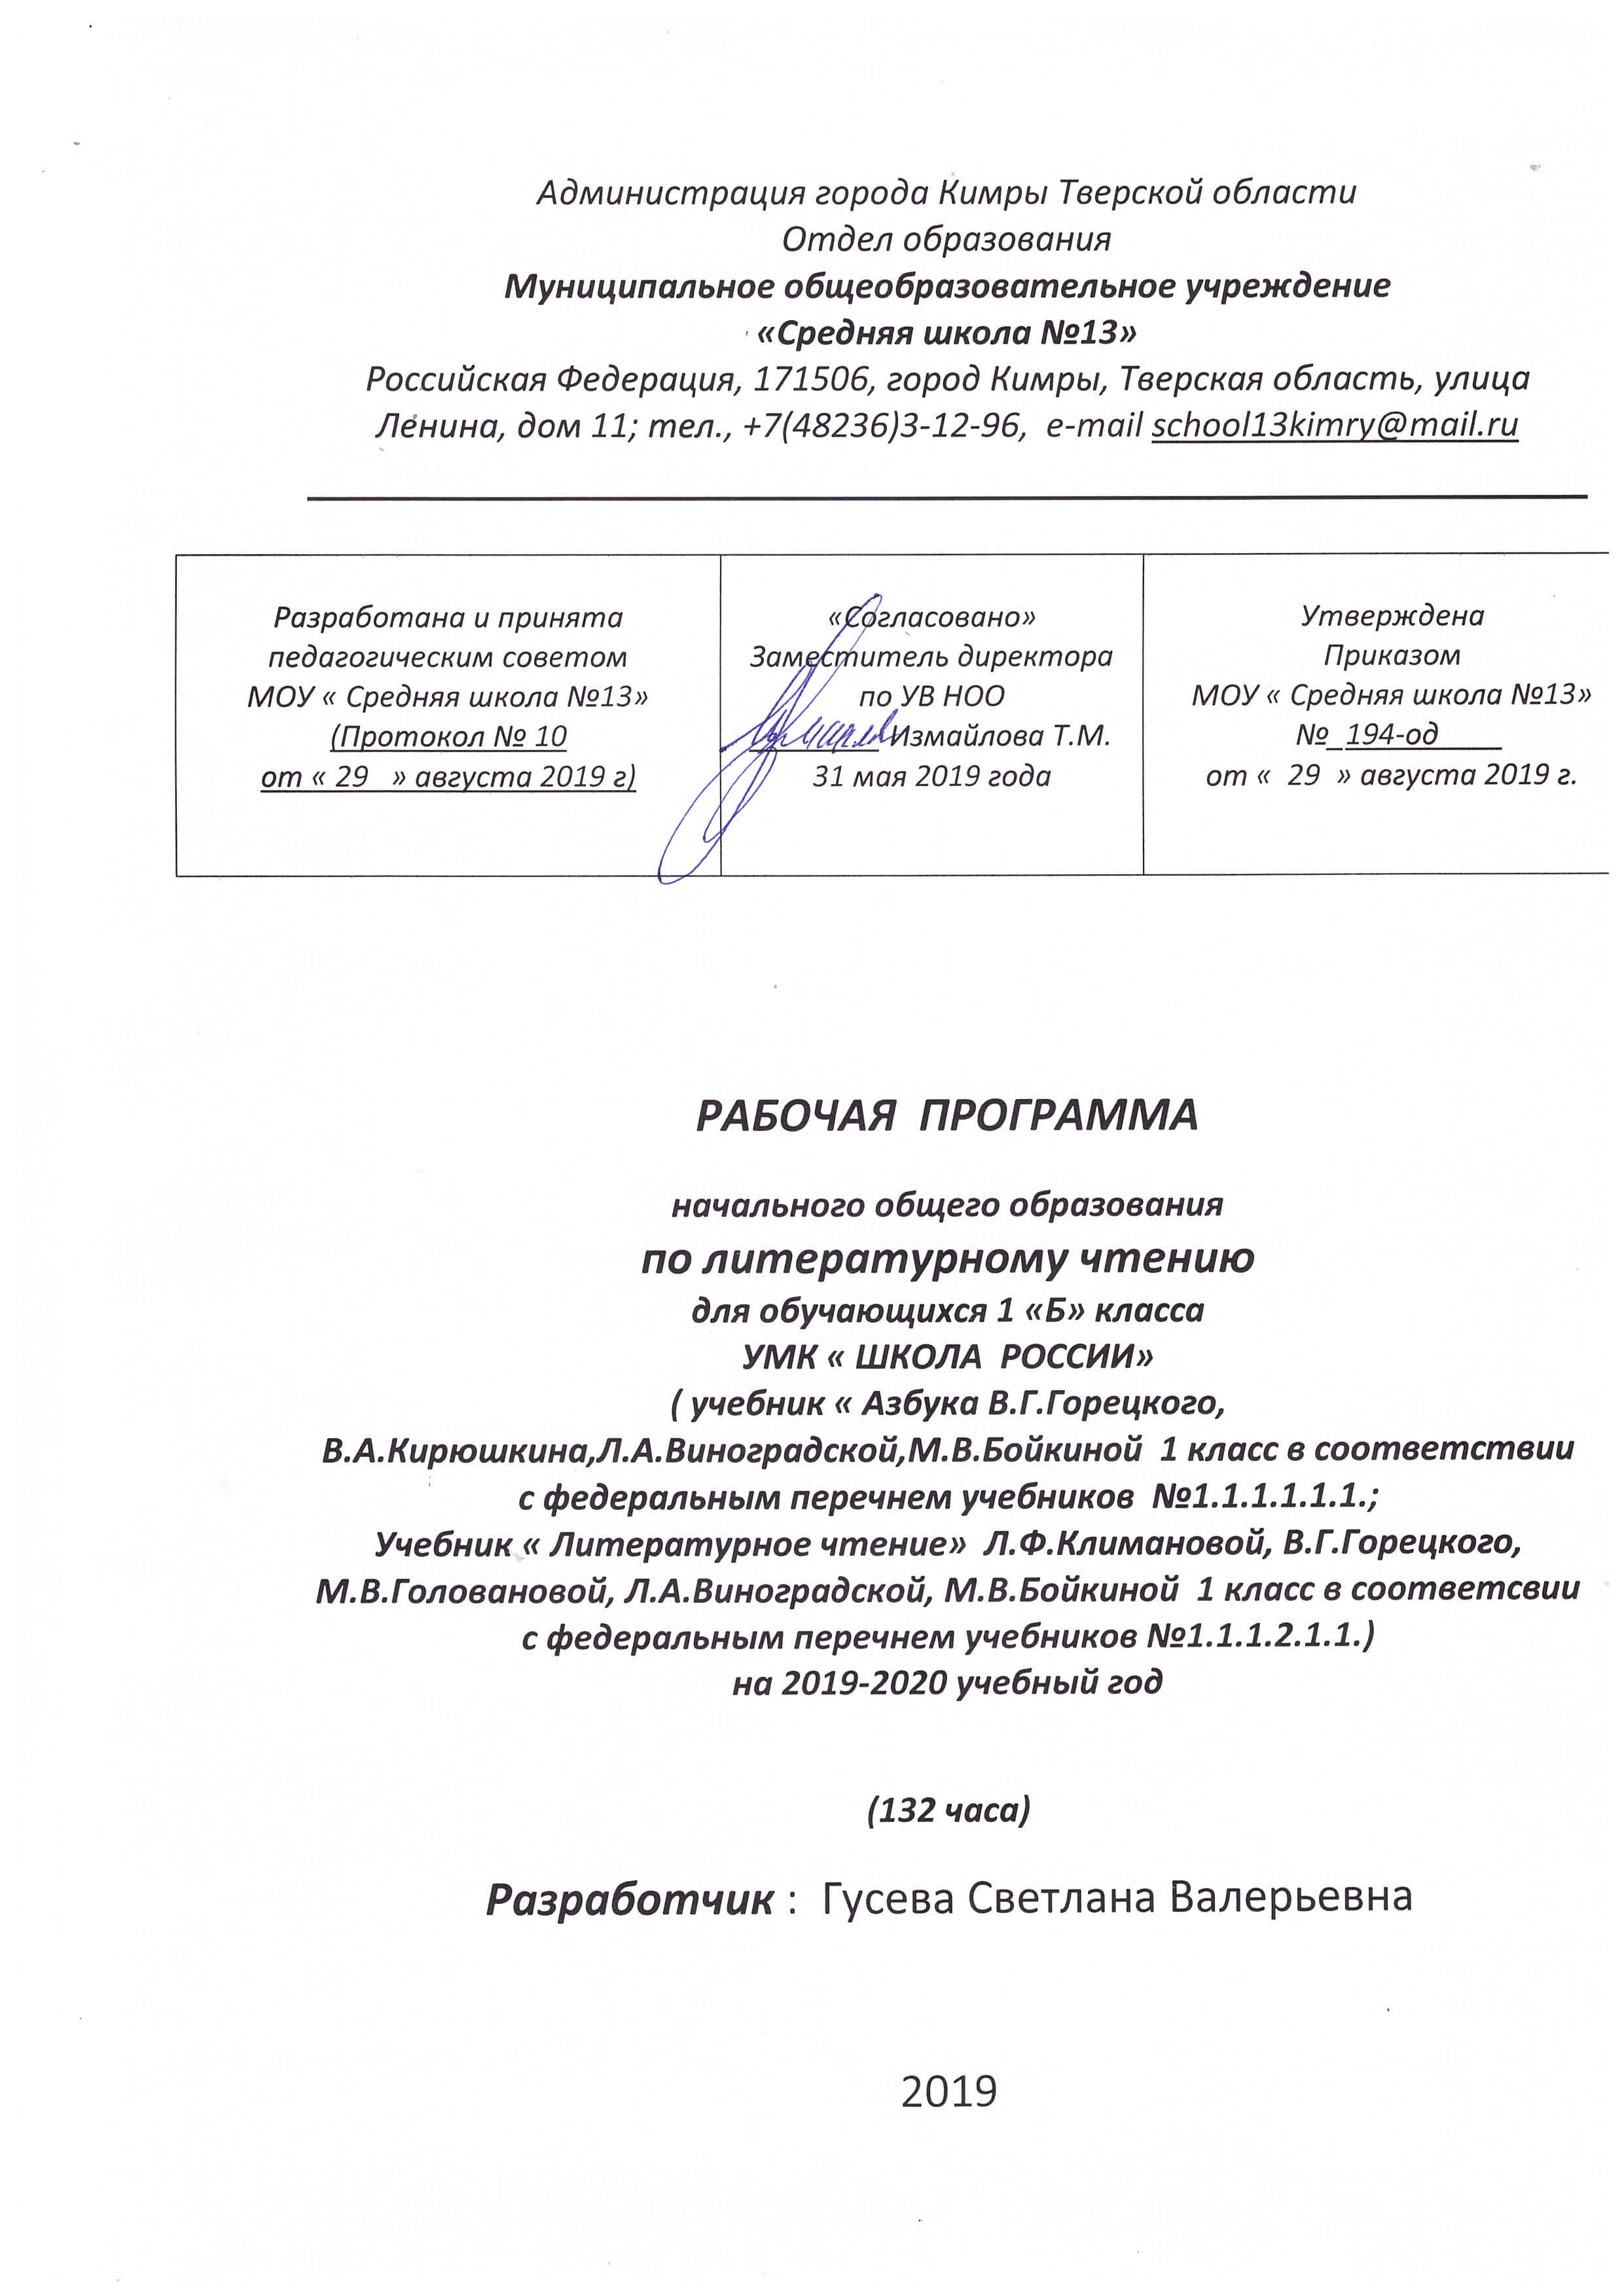 Администрация города Кимры Тверской области
Отдел образования
Муниципальное общеобразовательное учреждение
«Средняя школа №13»
Российская Федерация, 171506, город Кимры, Тверская область, улица
Ленина, дом 11; тел., +7(48236)3-12-96, e-mail school13kimry@mail.ru
Разработана и принята
педагогическим советом
МОУ « Средняя школа №13»
(Протокол № 10
от « 29 » августа 2019 г)
«Согласовано»
Заместитель директора
по УВ НОО
Измайлова Т.М.
31 мая 2019 года
Утверждена
Приказом
МОУ « Средняя школа №13»
№_194-од
от « 29 » августа 2019 г.
РАБОЧАЯ ПРОГРАММА
начального общего образования
по литературному чтению
для обучающихся 1 «Б» класса
УМК « ШКОЛА РОССИИ»
( учебник « Азбука В.Г.Горецкого,
В.А.Кирюшкина,Л.А.Виноградской,М.В.Бойкиной 1 класс в соответствии
с федеральным перечнем учебников №1.1.1.1.1.1.;
Учебник « Литературное чтение» Л.Ф.Климановой, В.Г.Горецкого,
М.В.Головановой, Л.А.Виноградской, М.В.Бойкиной 1 класс в соответсвии
с федеральным перечнем учебников №1.1.1.2.1.1.)
на 2019-2020 учебный год
(132 часа)
Разработчик : Гусева Светлана Валерьевна
2019